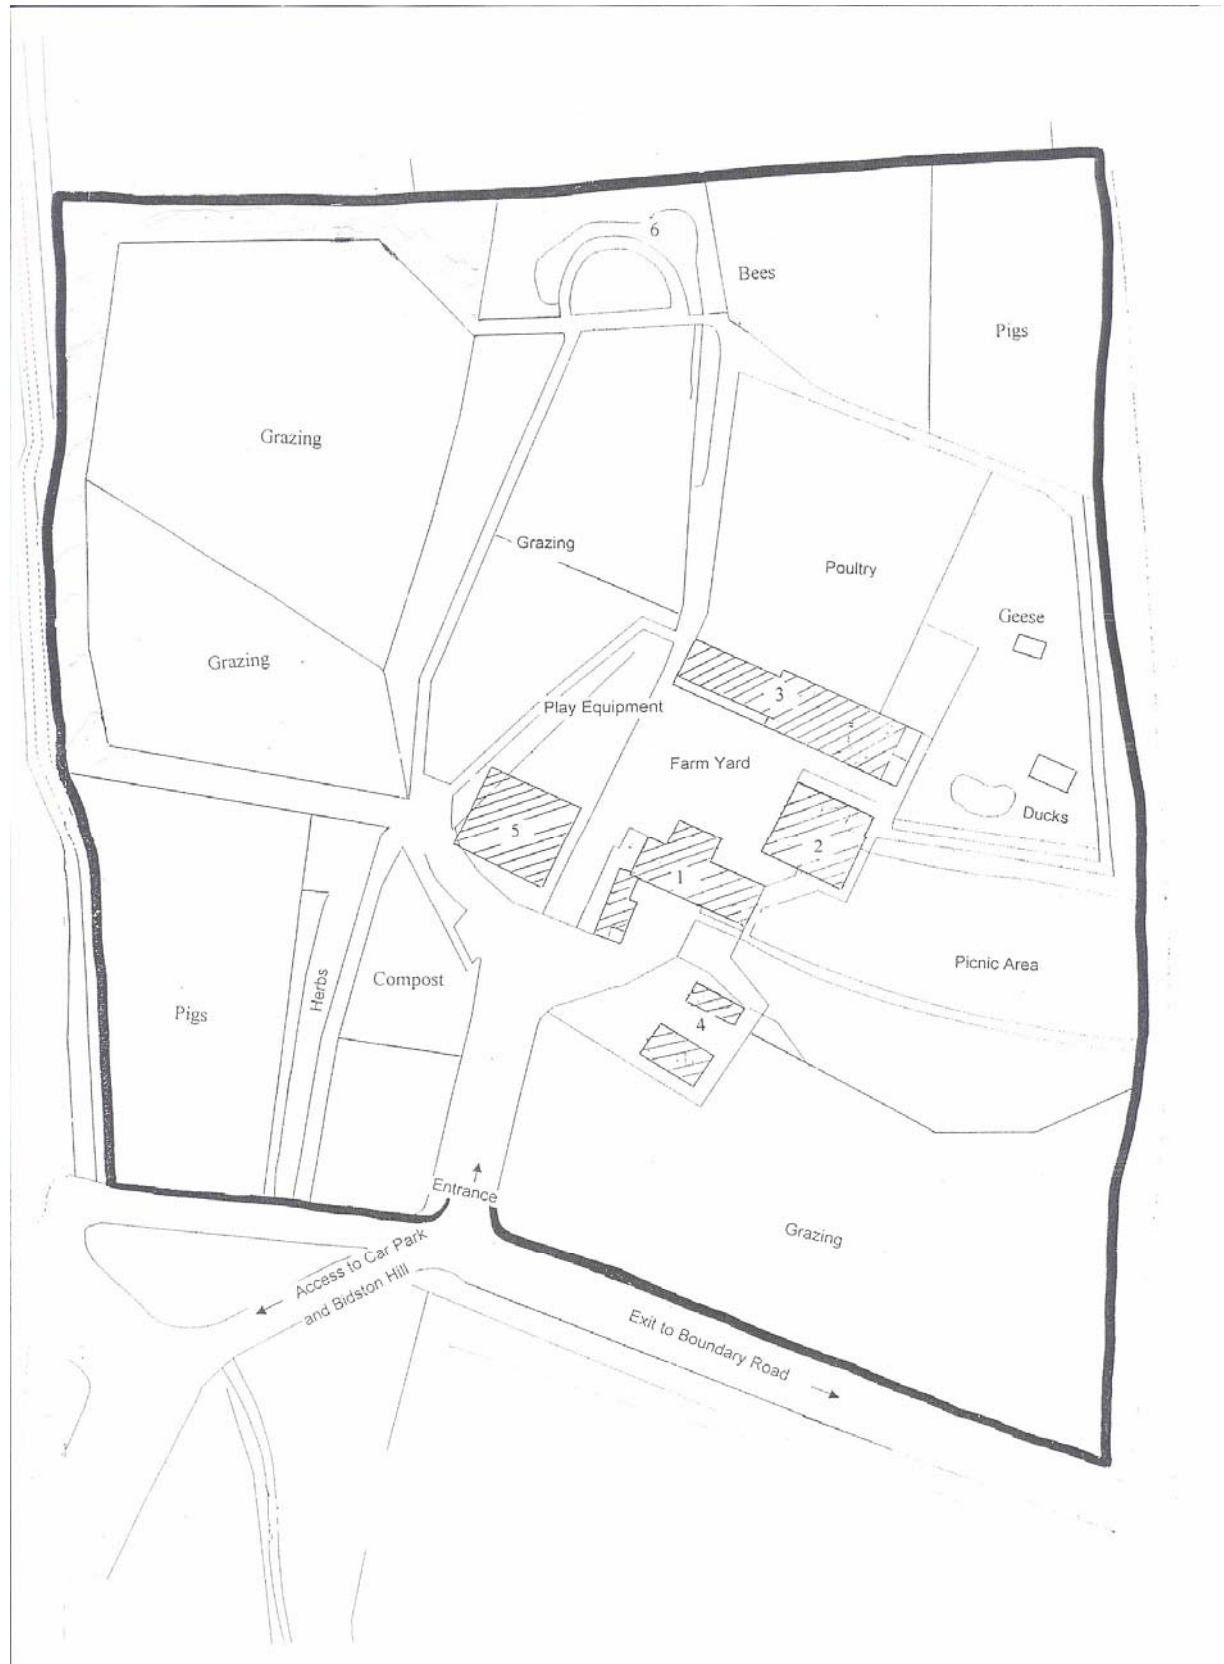 6
Bees
Pigs
Grazing
Grazing
Poultry
Geese
Grazing
3
Play Equipment
Farm Yard
Ducks
5
2
1
Picnic Area
Compost
Herbs
Pigs
4
Entrance
Grazing
Access to Car Park
and Bidston Hill
Exit to Boundary Road